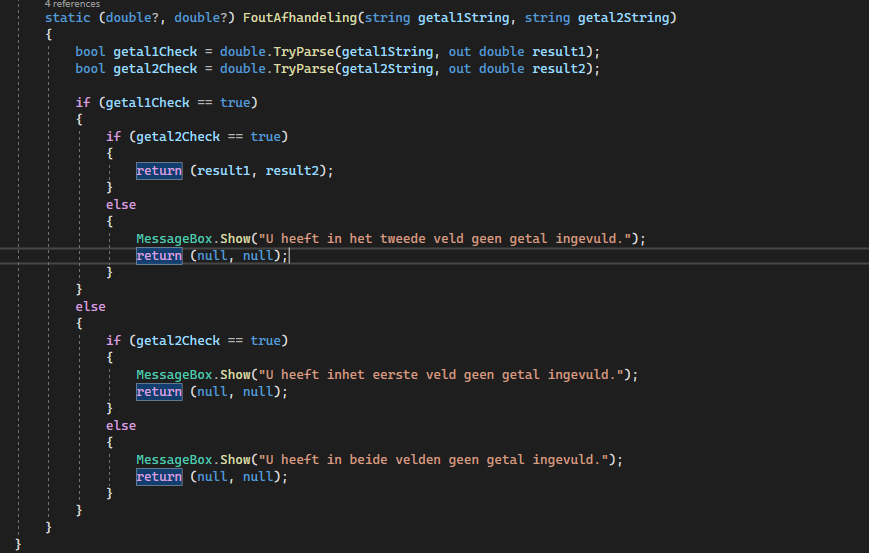 4 references
static (double?, double?) FoutAfhandeling(string getal1String, string getal2String)
{
    bool getal1Check = double.TryParse(getal1String, out double result1);
    bool getal2Check = double.TryParse(getal2String, out double result2);

    if (getal1Check == true)
    {
        if (getal2Check == true)
        {
            return (result1, result2);
        }
        else
        {
            MessageBox.Show("U heeft in het tweede veld geen getal ingevuld.");
            return (null, null);
        }
    }
    else
    {
        if (getal2Check == true)
        {
            MessageBox.Show("U heeft inhet eerste veld geen getal ingevuld.");
            return (null, null);
        }
        else
        {
            MessageBox.Show("U heeft in beide velden geen getal ingevuld.");
            return (null, null);
        }
    }
}
}